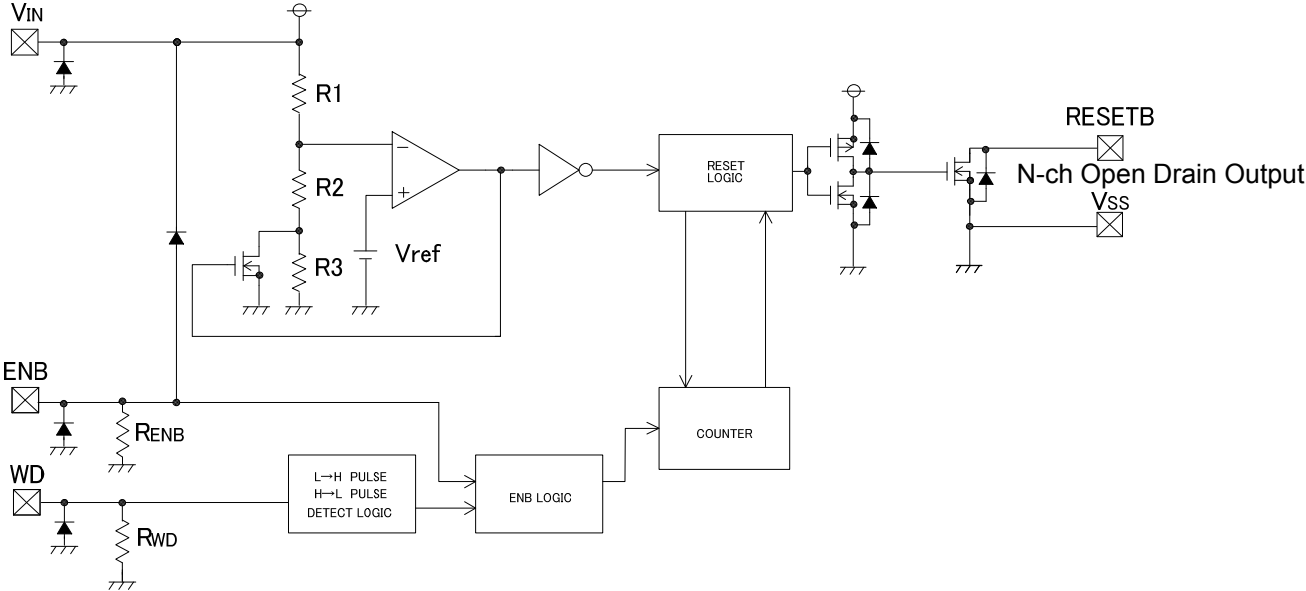 VIN
R1
R2
R3
−
+
Vref
RESET
LOGIC
RESETB
N-ch Open Drain Output
VSS
ENB
RENB
WD
RWD
L→H PULSE
H→L PULSE
DETECT LOGIC
ENB LOGIC
COUNTER